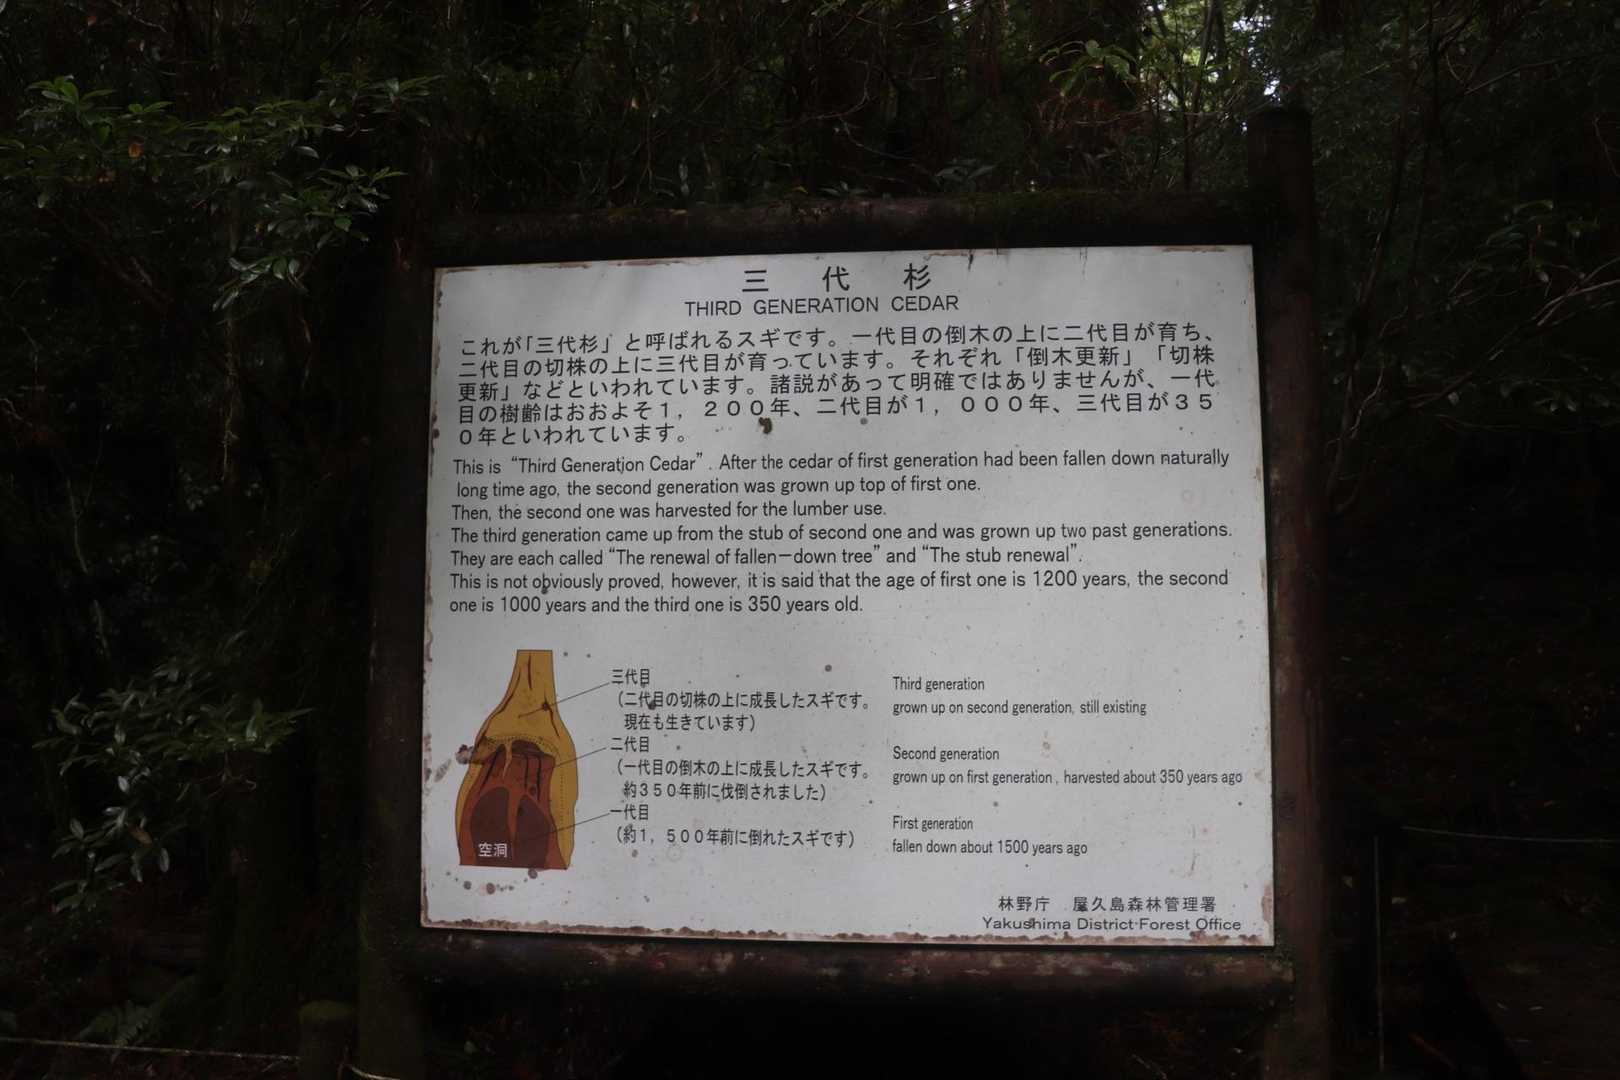 三 代 杉
THIRD GENERATION CEDAR
これが「三代杉」と呼ばれるスギです。一代目の倒木の上に二代目が育ち、
二代目の切株の上に三代目が育っています。それぞれ「倒木更新」「切株
更新」などといわれています。諸説があって明確ではありませんが、一代
目の樹齢はおおよそ１，２００年、二代目が１，０００年、三代目が３５
０年といわれています。
This is “Third Generation Cedar”. After the cedar of first generation had been fallen down naturally
long time ago, the second generation was grown up top of first one.
Then, the second one was harvested for the lumber use.
The third generation came up from the stub of second one and was grown up two past generations.
They are each called “The renewal of fallen－down tree” and “The stub renewal”.
This is not obviously proved, however, it is said that the age of first one is 1200 years, the second
one is 1000 years and the third one is 350 years old.
三代目
（二代目の切株の上に成長したスギです。
現在も生きています）
二代目
（一代目の倒木の上に成長したスギです。
約３５０年前に伐倒されました）
一代目
（約１，５００年前に倒れたスギです）
空洞
Third generation
grown up on second generation, still existing
Second generation
grown up on first generation, harvested about 350 years ago
First generation
fallen down about 1500 years ago
林野庁 屋久島森林管理署
Yakushima District Forest Office